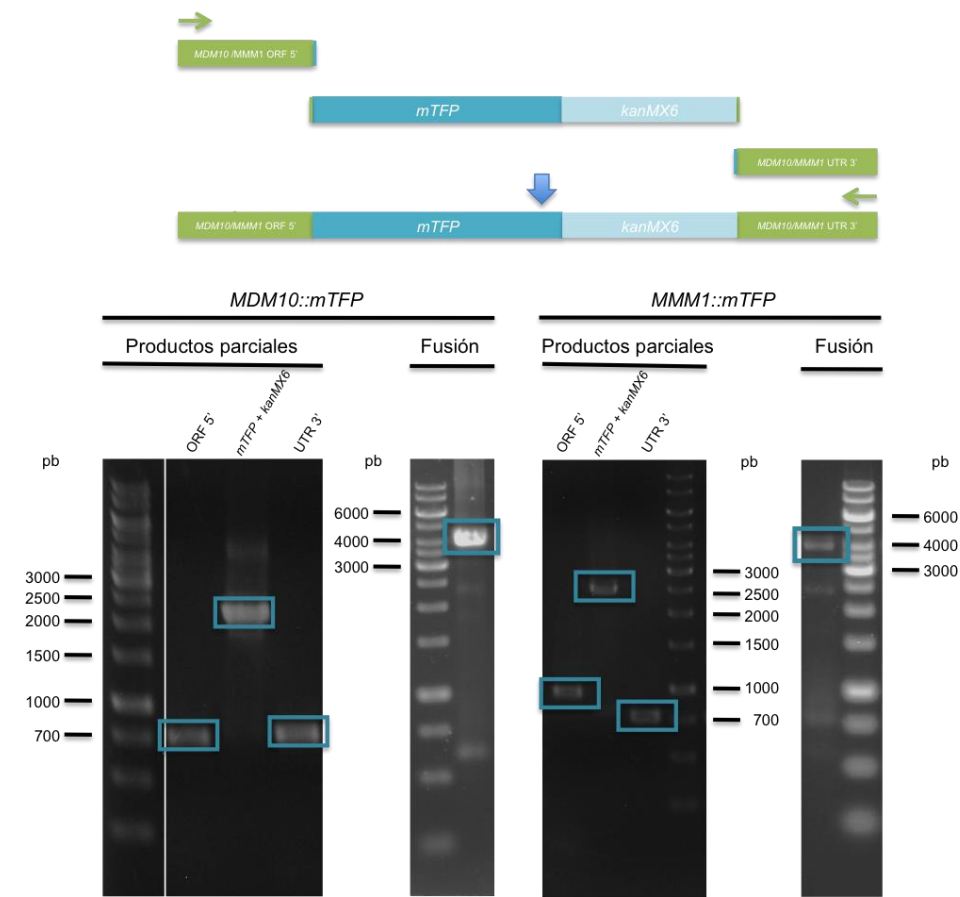 MDM10 /MMM1 ORF 5'
mTFP kanMX6
MDM10/MMM1 UTR 3'
MDM10/MMM1 ORF 5' mTFP kanMX6 MDM10/MMM1 UTR 3'
MDM10::mTFP
Productos parciales Fusión
ORF 5'
mTFP + kanMX6
UTR 3'
pb
3000
2500
2000
1500
1000
700
pb
6000
4000
3000
MMM1::mTFP
Productos parciales Fusión
ORF 5'
mTFP + kanMX6
UTR 3'
pb
3000
2500
2000
1500
1000
700
pb
6000
4000
3000